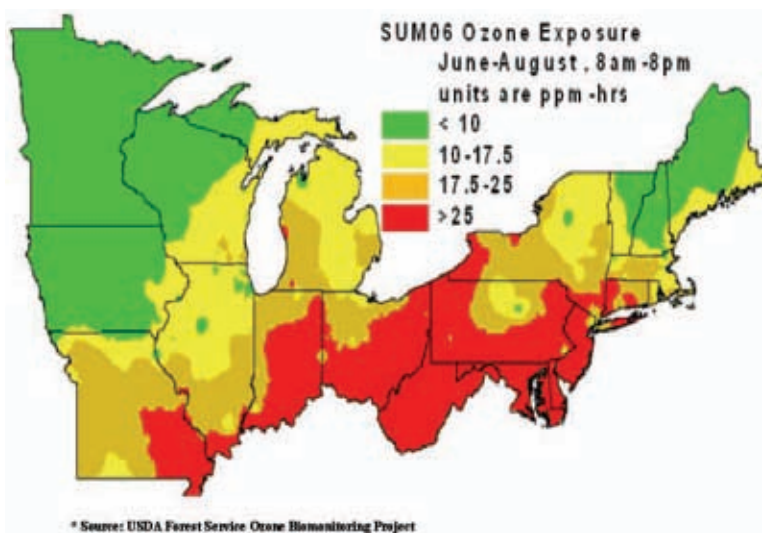 SUM06 Ozone Exposure
June-August, 8am-8pm
units are ppm-hrs
< 10
10-17.5
17.5-25
>25
* Source: USDA Forest Service Ozone Biomonitoring Project